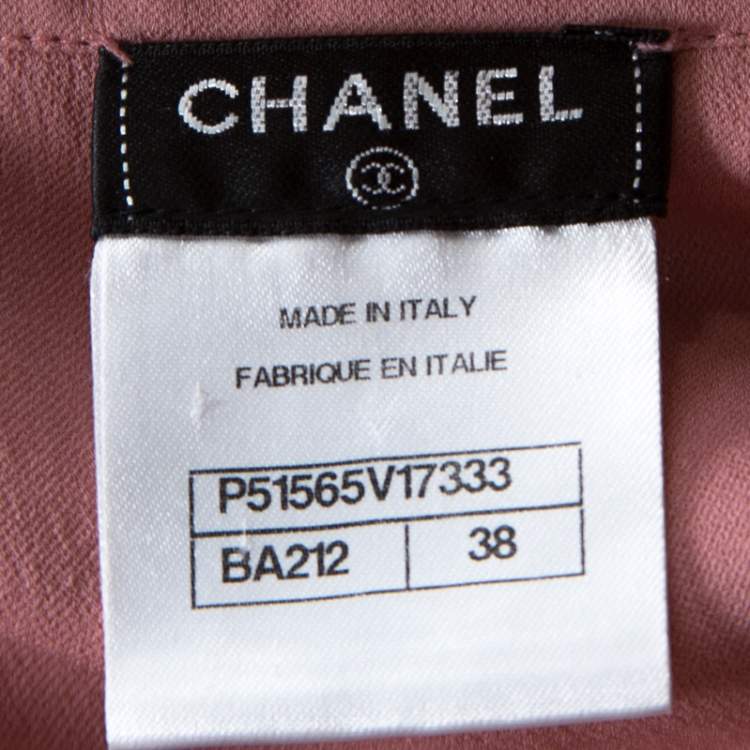 CHANEL
MADE IN ITALY
FABRIQUE EN ITALIE
P51565V17333
BA212 38